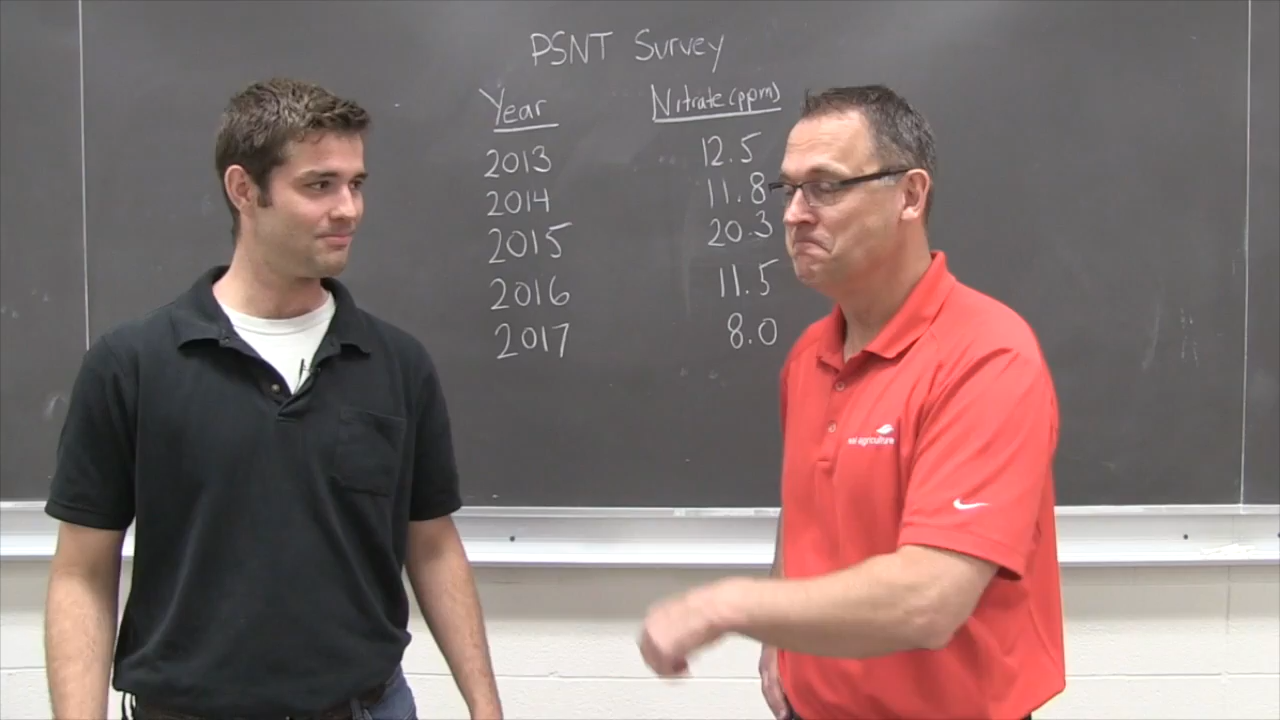 PSNT Survey
Year Nitrate (ppm)
2013 12.5
2014 11.8
2015 20.3
2016 11.5
2017 8.0
agriculture